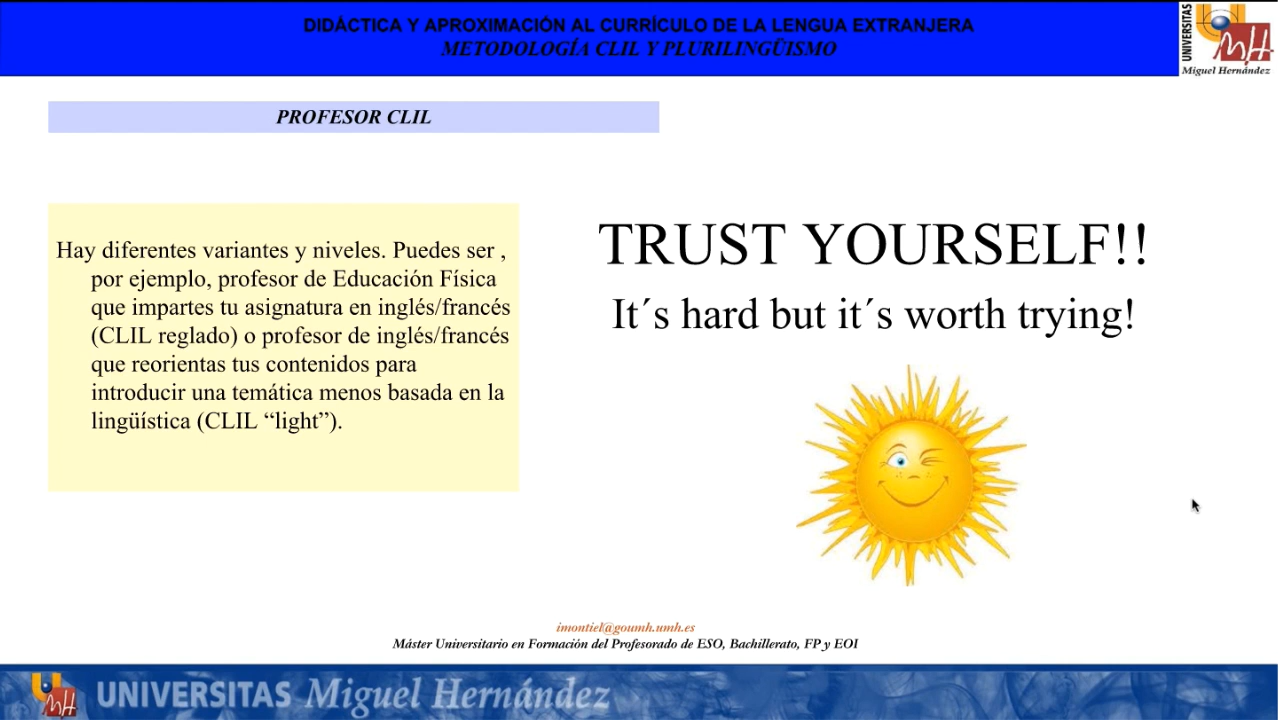 DIDÁCTICA Y APROXIMACIÓN AL CURRÍCULO DE LA LENGUA EXTRANJERA
METODOLOGÍA CLIL Y PLURILINGÜISMO
UNIVERSITAS
Miguel Hernández
PROFESOR CLIL
Hay diferentes variantes y niveles. Puedes ser ,
por ejemplo, profesor de Educación Física
que impartes tu asignatura en inglés/francés
(CLIL reglado) o profesor de inglés/francés
que reorientas tus contenidos para
introducir una temática menos basada en la
lingüística (CLIL “light”).
TRUST YOURSELF!!
It´s hard but it´s worth trying!
imontiel@goumh.umh.es
Máster Universitario en Formación del Profesorado de ESO, Bachillerato, FP y EOI
UNIVERSITAS Miguel Hernández